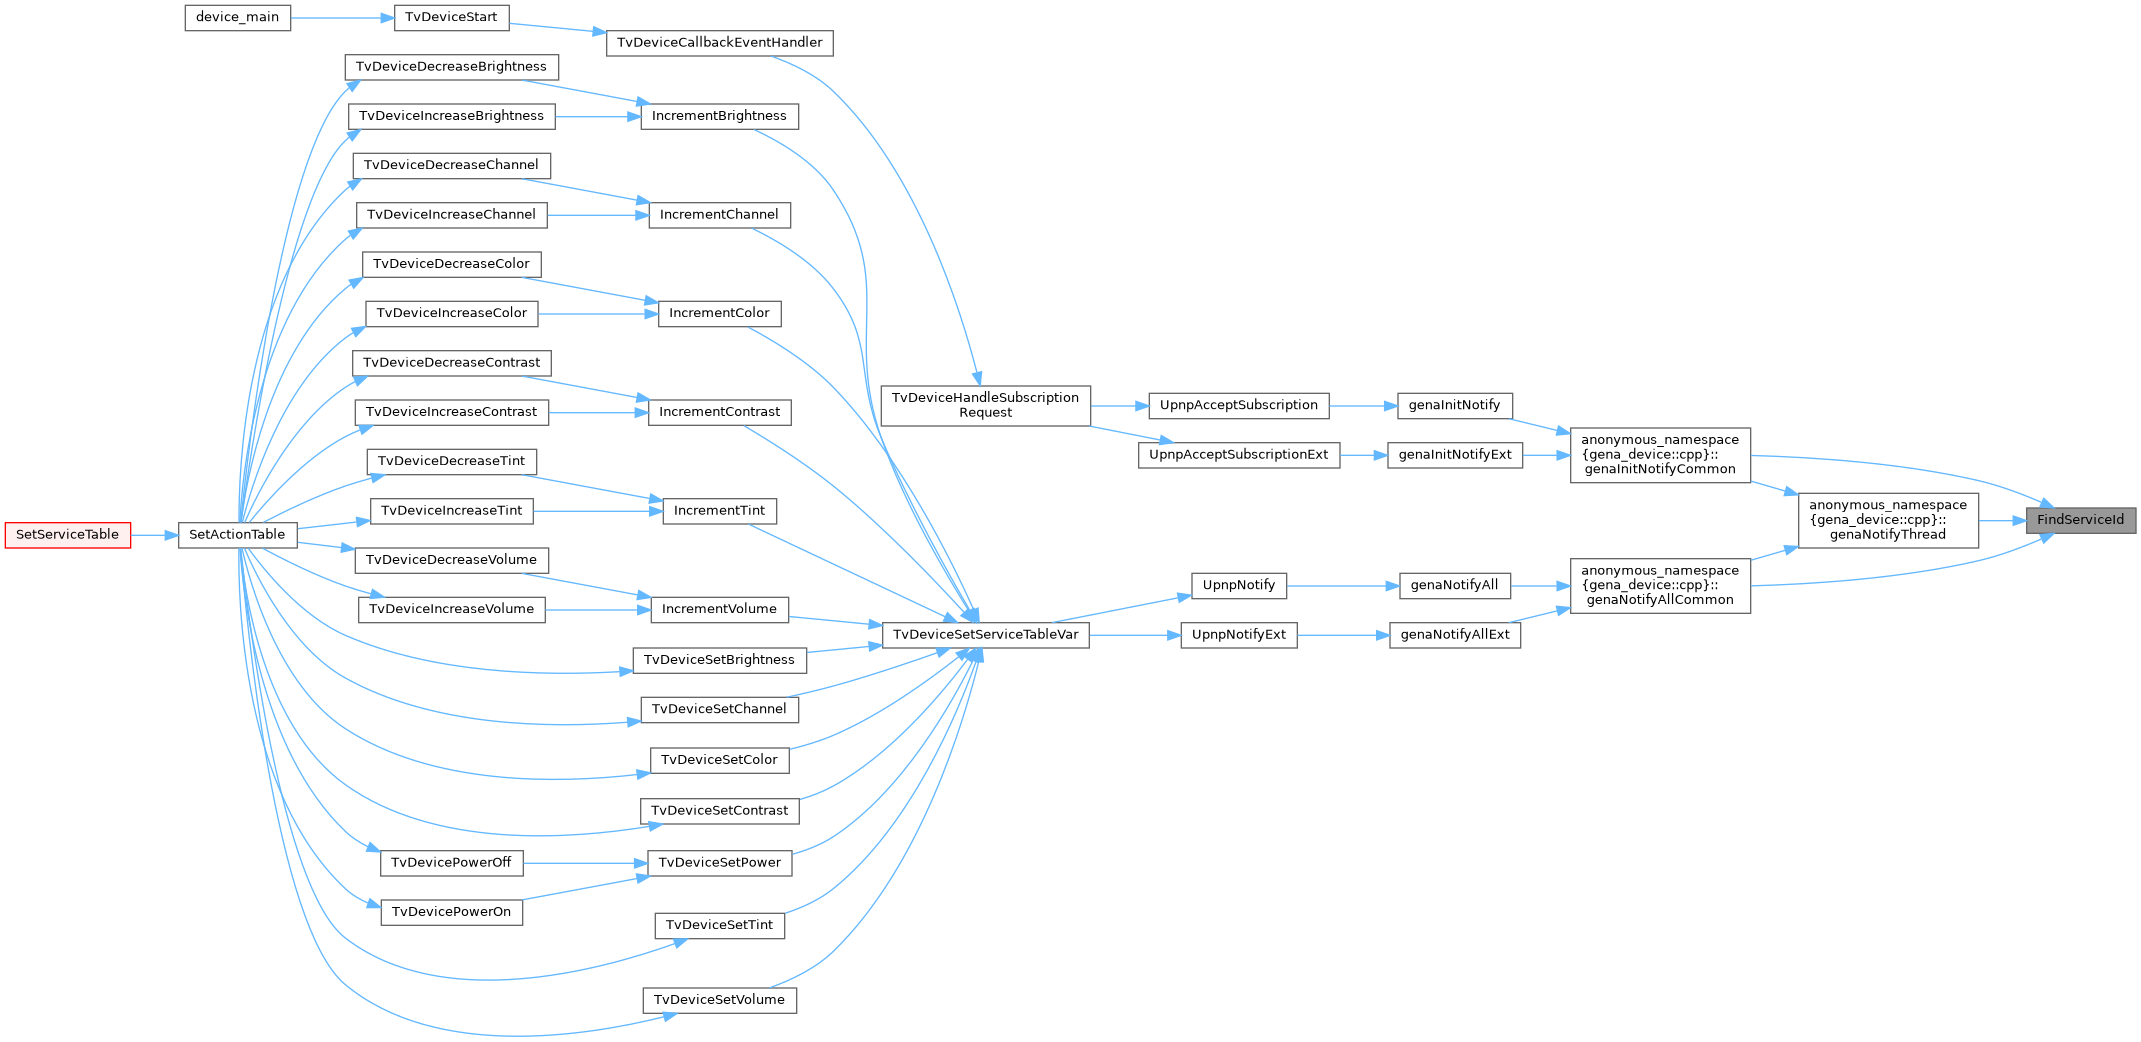 device_main
TvDeviceStart
TvDeviceCallbackEventHandler
TvDeviceDecreaseBrightness
TvDeviceIncreaseBrightness
IncrementBrightness
TvDeviceDecreaseChannel
TvDeviceIncreaseChannel
IncrementChannel
TvDeviceDecreaseColor
TvDeviceIncreaseColor
IncrementColor
TvDeviceDecreaseContrast
TvDeviceIncreaseContrast
IncrementContrast
TvDeviceHandleSubscription
Request
UpnpAcceptSubscription
genaInitNotify
UpnpAcceptSubscriptionExt
genaInitNotifyExt
anonymous_namespace
{gena_device::cpp}::
genaInitNotifyCommon
TvDeviceDecreaseTint
TvDeviceIncreaseTint
IncrementTint
anonymous_namespace
{gena_device::cpp}::
genaNotifyThread
FindServiceId
SetServiceTable
SetActionTable
TvDeviceDecreaseVolume
TvDeviceIncreaseVolume
IncrementVolume
UpnpNotify
genaNotifyAll
anonymous_namespace
{gena_device::cpp}::
genaNotifyAllCommon
TvDeviceSetServiceTableVar
UpnpNotifyExt
genaNotifyAllExt
TvDeviceSetBrightness
TvDeviceSetChannel
TvDeviceSetColor
TvDeviceSetContrast
TvDevicePowerOff
TvDeviceSetPower
TvDevicePowerOn
TvDeviceSetTint
TvDeviceSetVolume